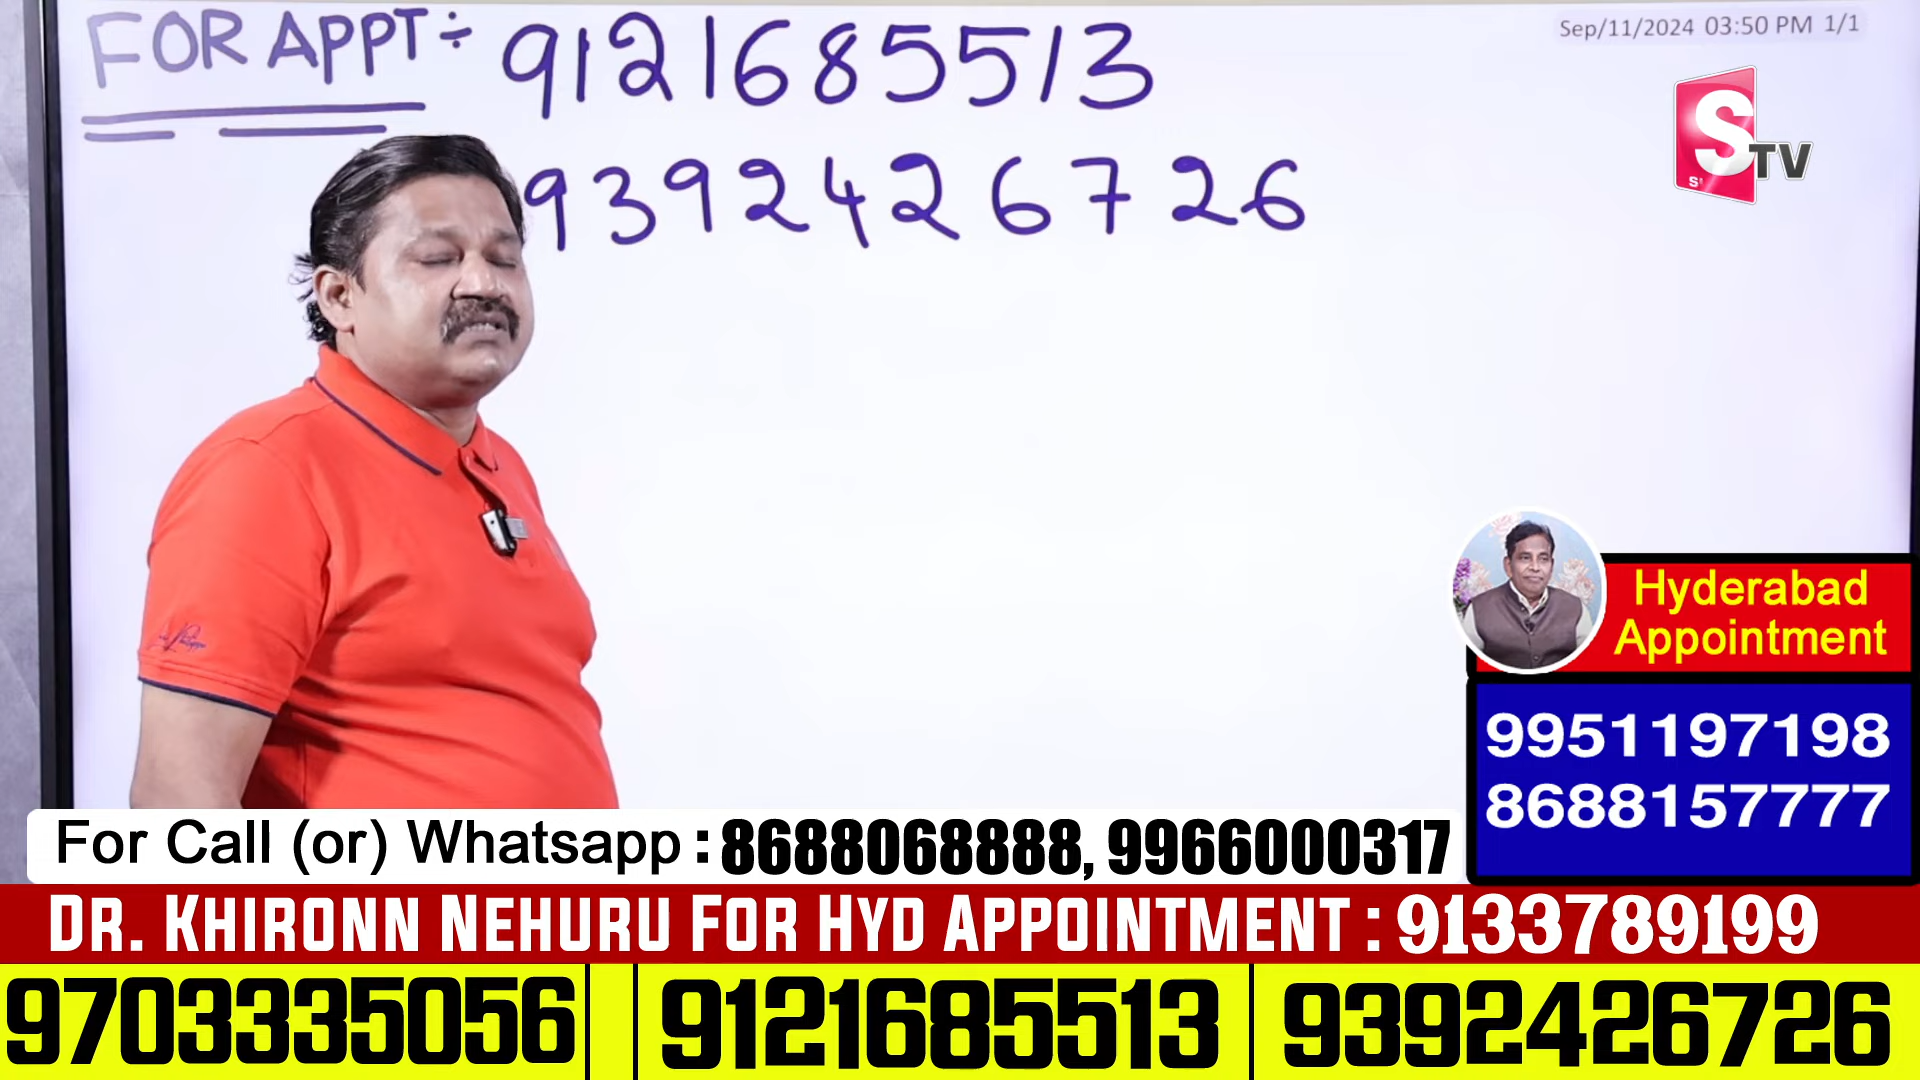 FOR APPT ÷ 9121685513
9392426726
Sep/11/2024 03:50 PM 1/1
S TV
Hyderabad
Appointment
9951197198
8688157777
For Call (or) Whatsapp : 8688068888, 9966000317
DR. KHIRONN NEHURU FOR HYD APPOINTMENT : 9133789199
9703335056 9121685513 9392426726